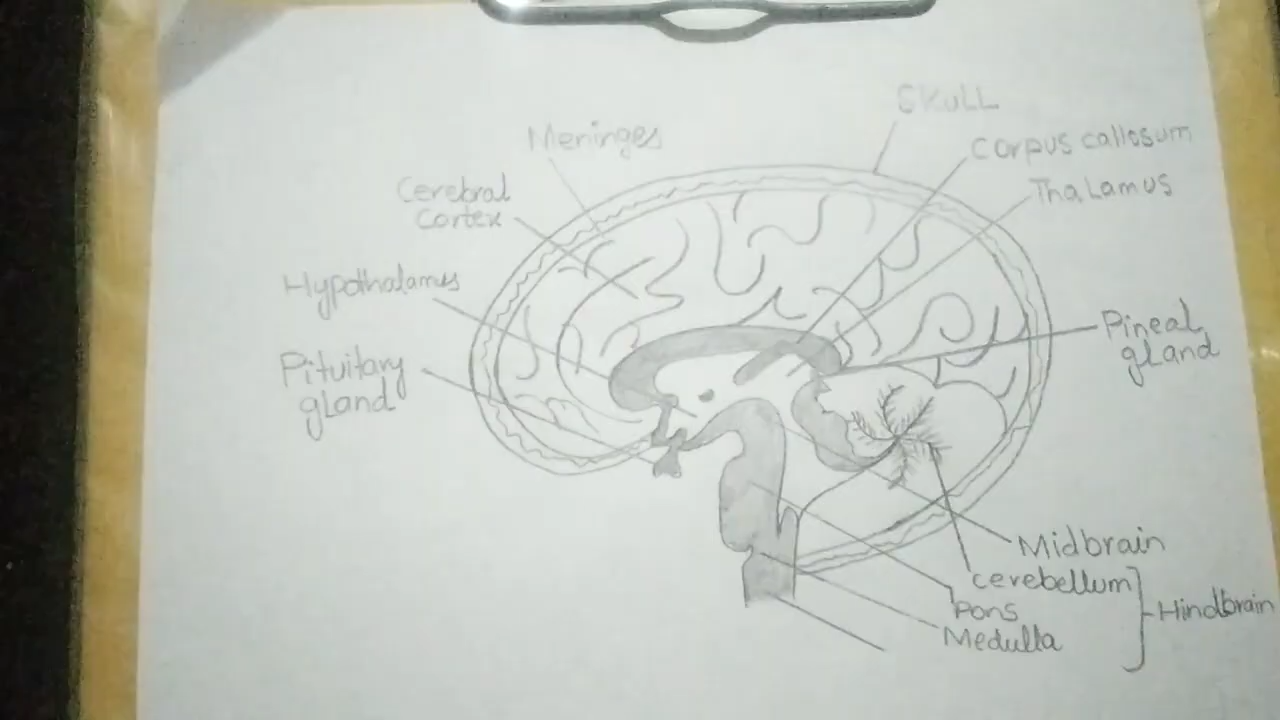 SKULL
Meninges
Corpus callosum
Cerebral
Cortex
ThaLamus
Hypothalamus
Pineal
gland
Pituitary
gLand
Midbrain
cerebellum
Hindbrain
Pons
Medulla